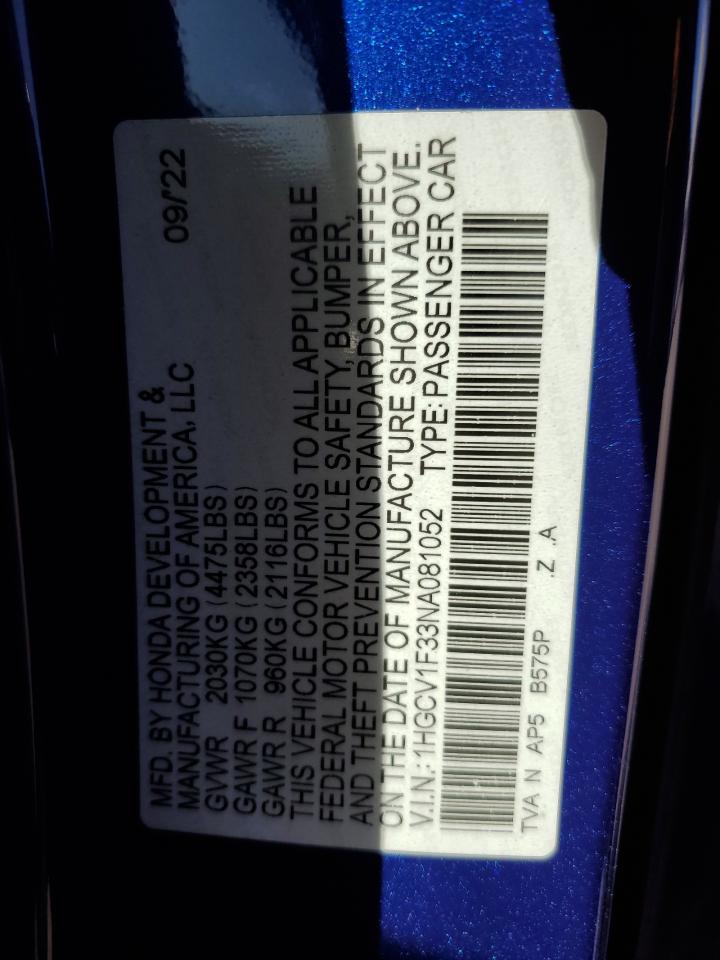 MFD. BY HONDA DEVELOPMENT &
MANUFACTURING OF AMERICA, LLC 09/'22
GVWR 2030KG (4475LBS)
GAWR F 1070KG (2358LBS)
GAWR R 960KG (2116LBS)
THIS VEHICLE CONFORMS TO ALL APPLICABLE
FEDERAL MOTOR VEHICLE SAFETY, BUMPER,
AND THEFT PREVENTION STANDARDS IN EFFECT
ON THE DATE OF MANUFACTURE SHOWN ABOVE.
V.I.N.: 1HGCV1F33NA081052 TYPE: PASSENGER CAR
TVA N AP5 B575P .Z .A